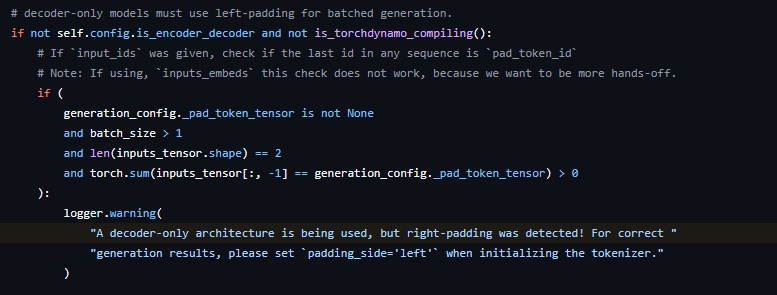 # decoder-only models must use left-padding for batched generation.
if not self.config.is_encoder_decoder and not is_torchdynamo_compiling():
# If `input_ids` was given, check if the last id in any sequence is `pad_token_id`
# Note: If using, `inputs_embeds` this check does not work, because we want to be more hands-off.
if (
generation_config._pad_token_tensor is not None
and batch_size > 1
and len(inputs_tensor.shape) == 2
and torch.sum(inputs_tensor[:, -1] == generation_config._pad_token_tensor) > 0
):
logger.warning(
"A decoder-only architecture is being used, but right-padding was detected! For correct "
"generation results, please set `padding_side='left'` when initializing the tokenizer."
)